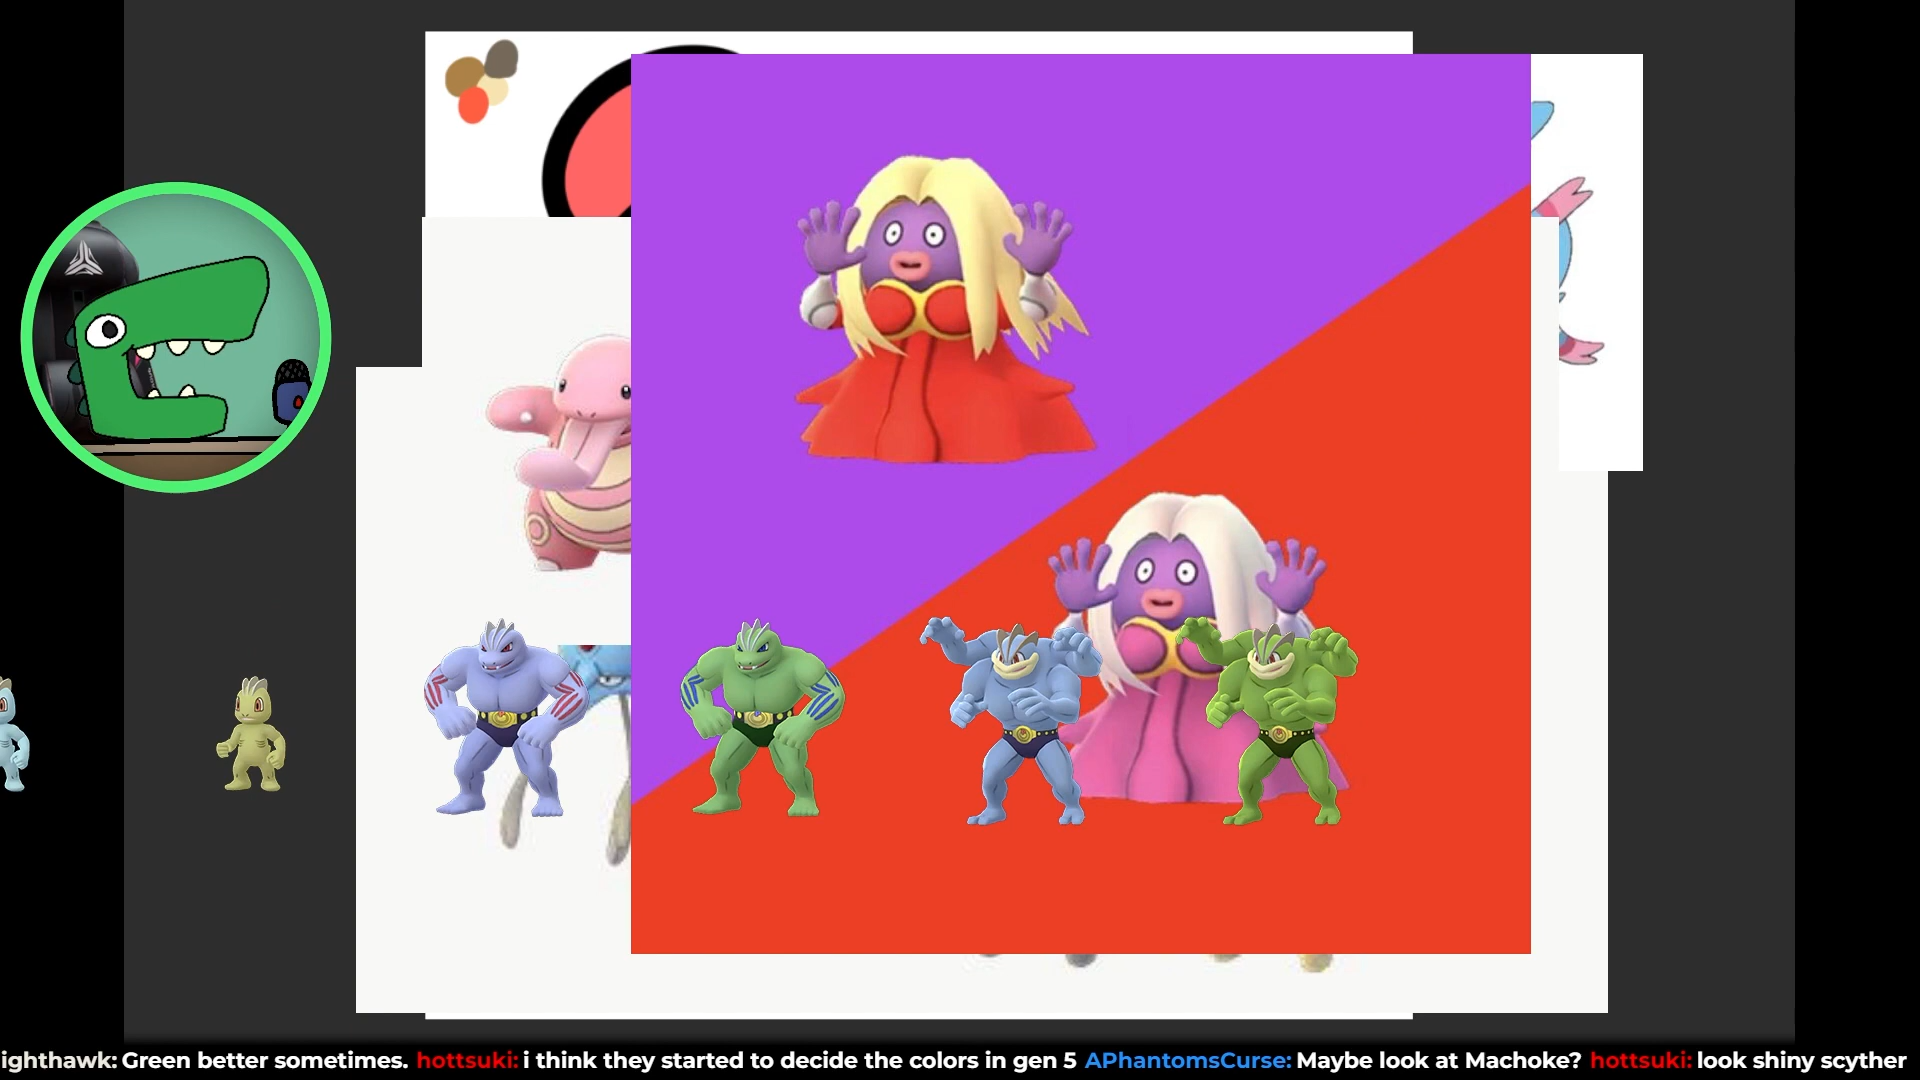 ighthawk: Green better sometimes. hottsuki: i think they started to decide the colors in gen 5 APhantomsCurse: Maybe look at Machoke? hottsuki: look shiny scyther